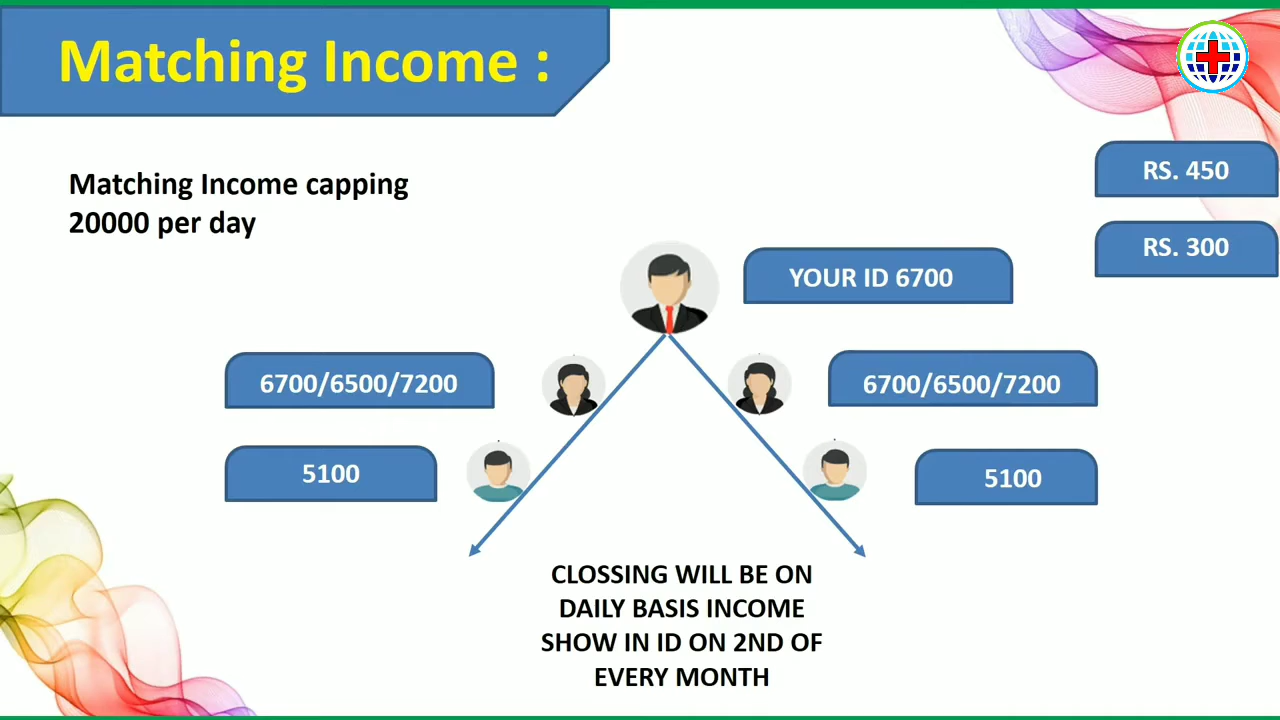 Matching Income :
Matching Income capping
20000 per day
RS. 450
RS. 300
YOUR ID 6700
6700/6500/7200
6700/6500/7200
5100
5100
CLOSSING WILL BE ON
DAILY BASIS INCOME
SHOW IN ID ON 2ND OF
EVERY MONTH